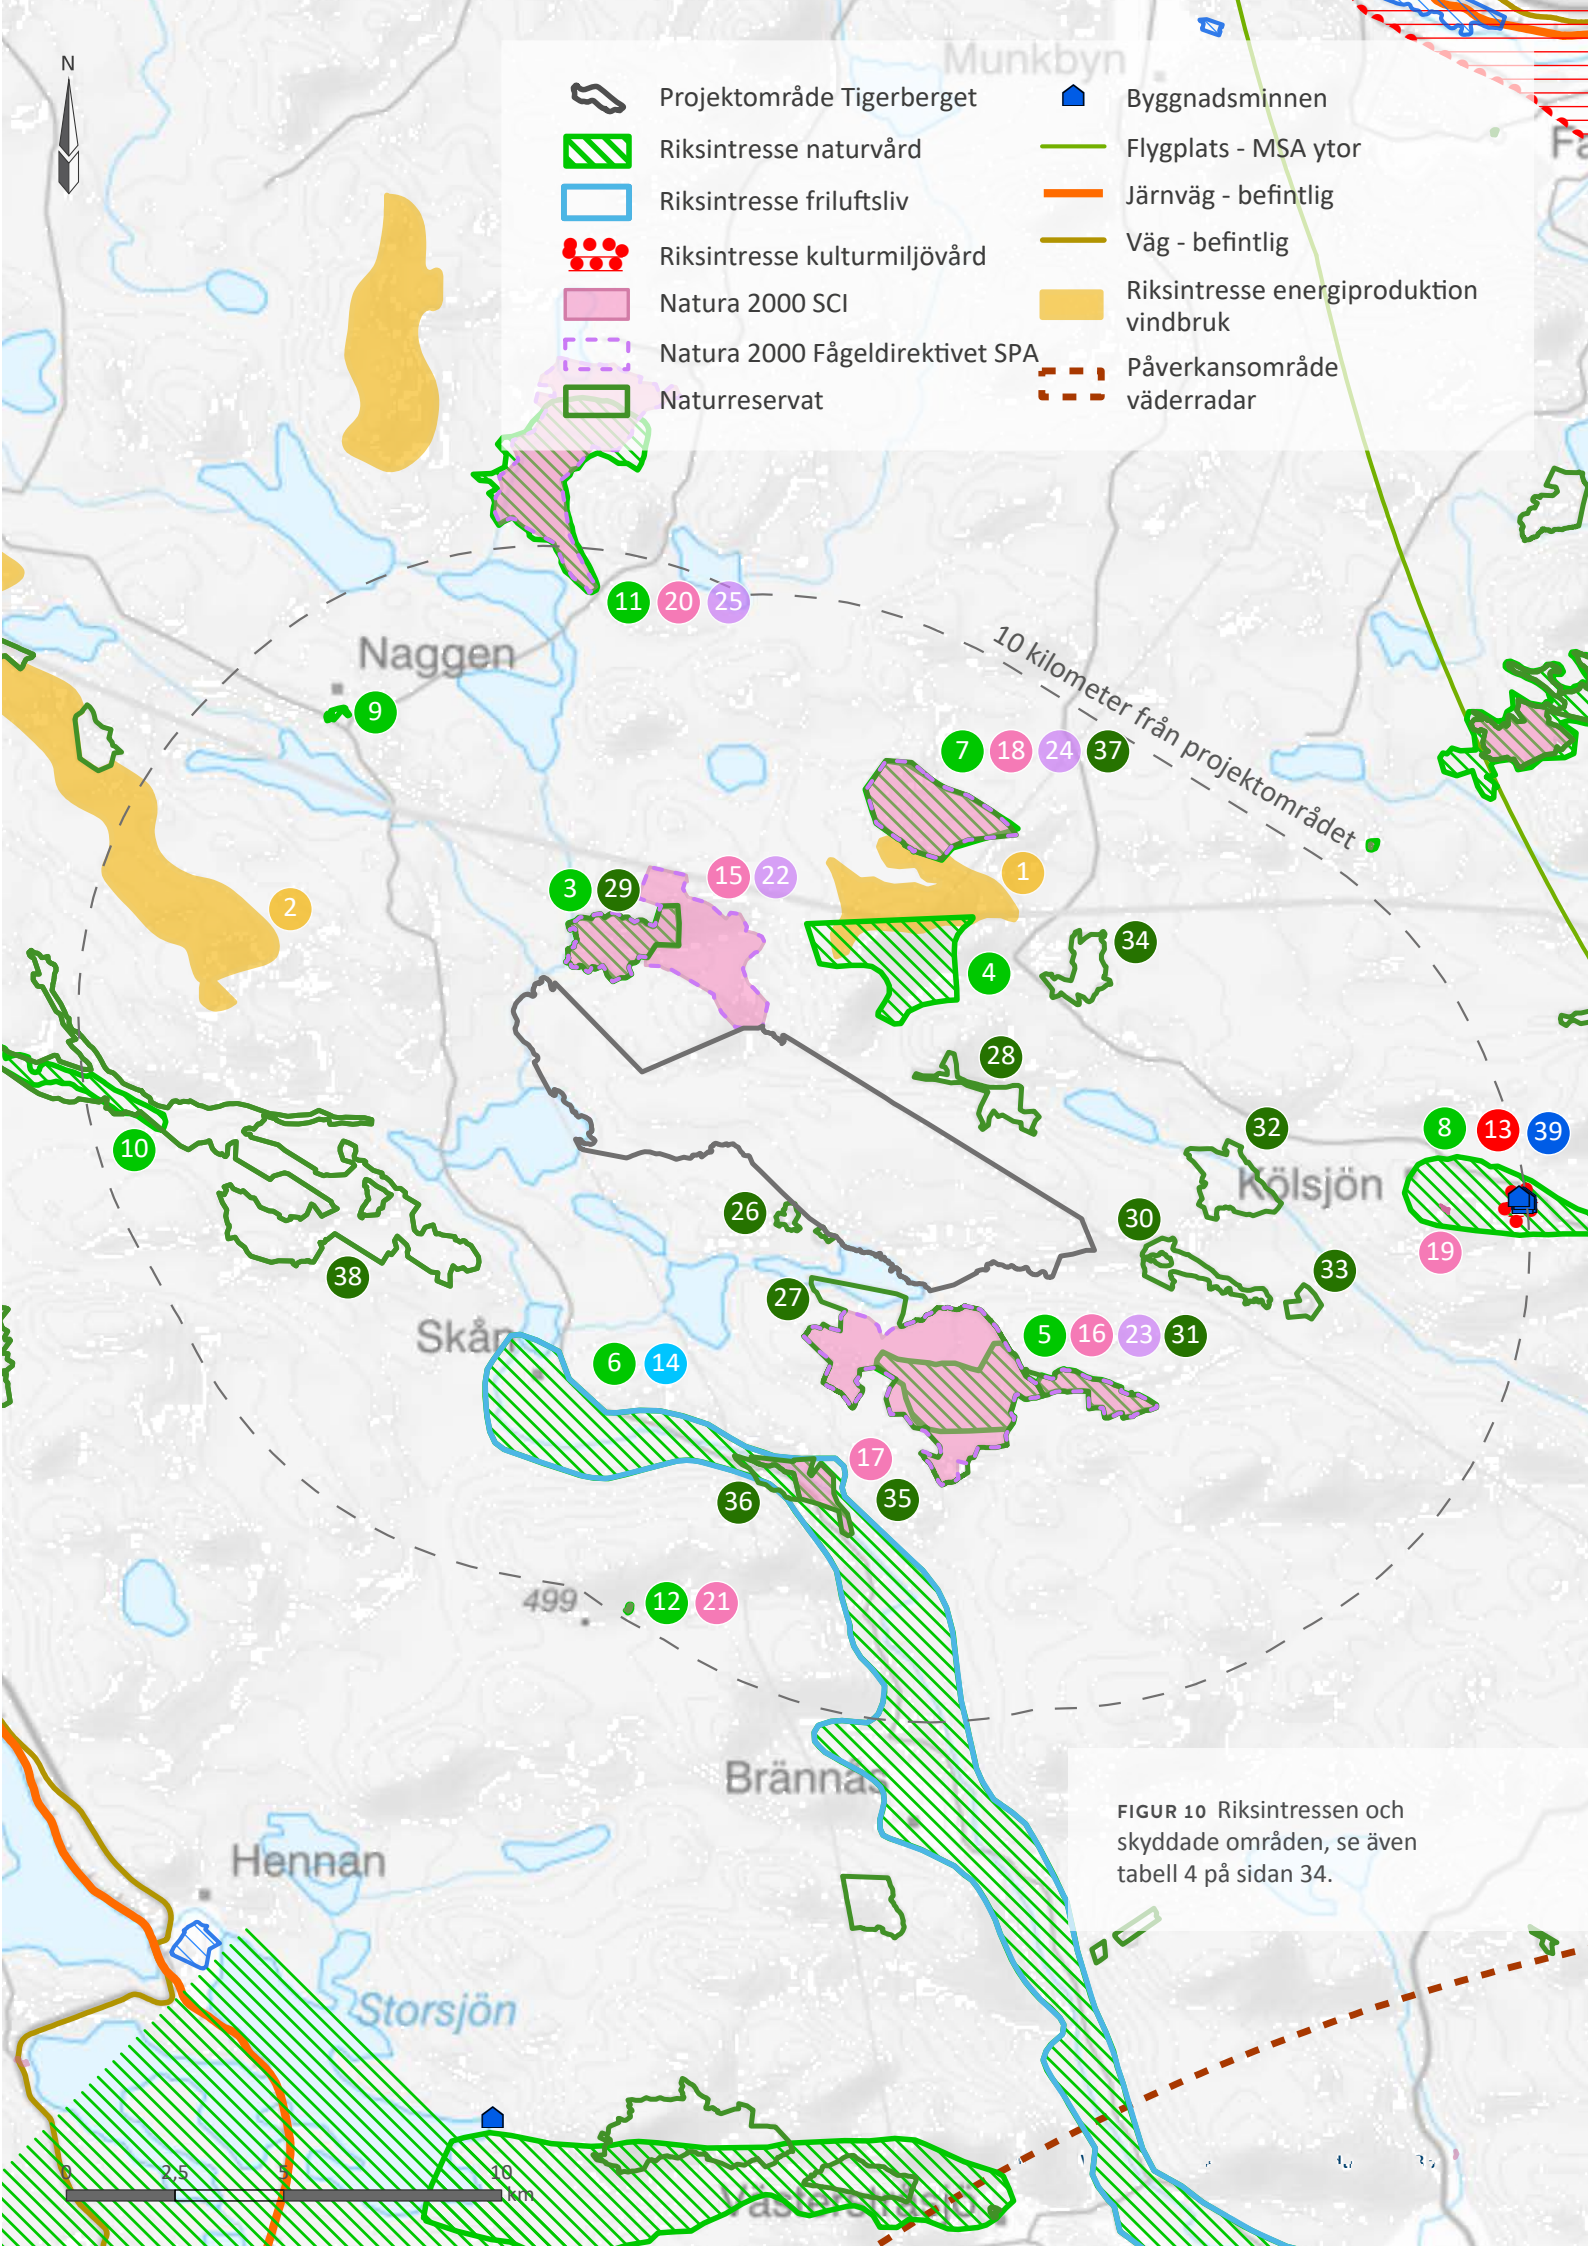 N
Munkbyn
Projektområde Tigerberget
Riksintresse naturvård
Riksintresse friluftsliv
Riksintresse kulturmiljövård
Natura 2000 SCI
Natura 2000 Fågeldirektivet SPA
Naturreservat
Byggnadsminnen
Flygplats - MSA ytor
Järnväg - befintlig
Väg - befintlig
Riksintresse energiproduktion
vindbruk
Påverkansområde
väderradar
Fa
11 20 25
10 kilometer från projektområdet
Naggen
9
7 18 24 37
1
3 29
15 22
2
34
4
28
10
32
8 13 39
Kölsjön
26
30
19
38
33
27
Skån
5 16 23 31
6 14
17
36
35
499
12 21
Brännås
FIGUR 10 Riksintressen och
skyddade områden, se även
tabell 4 på sidan 34.
Hennan
Storsjön
0 2,5 5 10
km
Västerstråsjö